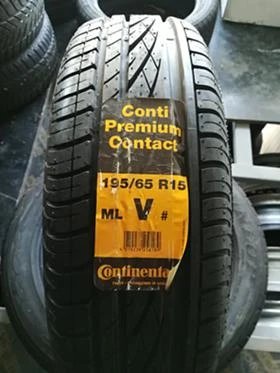 Conti
Premium
Contact
195/65 R15
ML V #
Continental